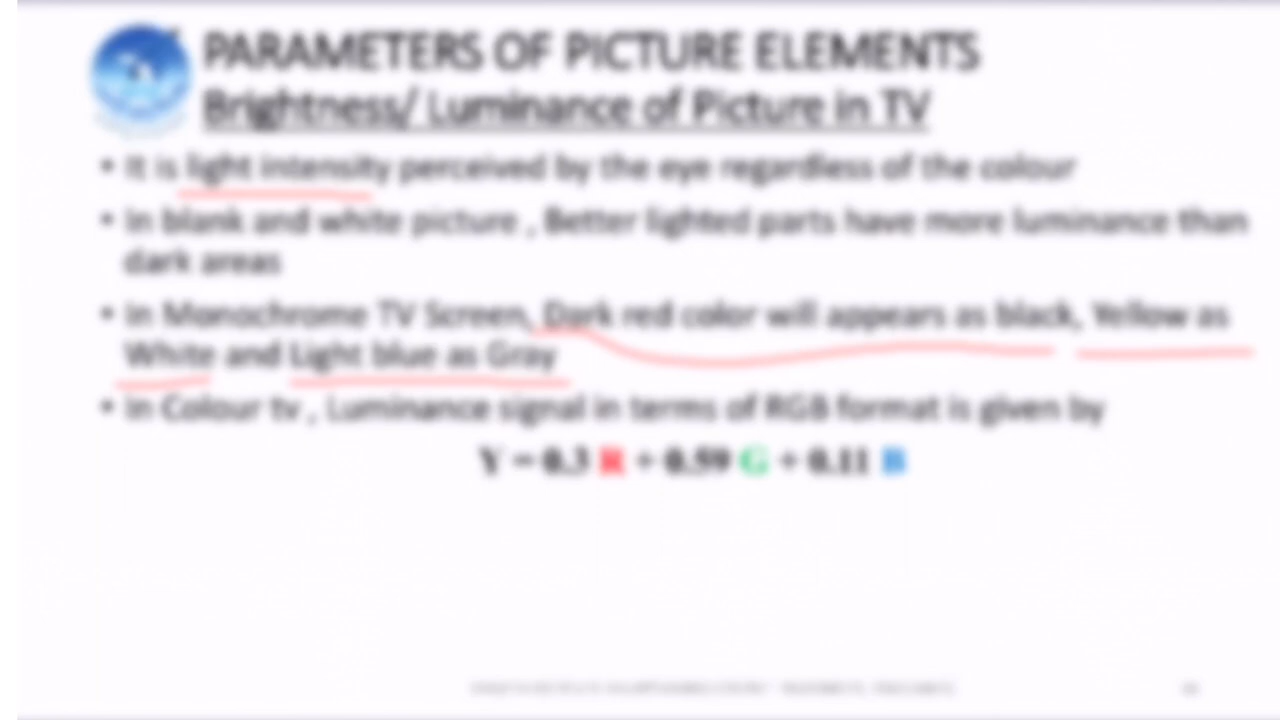 PARAMETERS OF PICTURE ELEMENTS
Brightness/ Luminance of Picture in TV
• It is light intensity perceived by the eye regardless of the colour
• In blank and white picture , Better lighted parts have more luminance than
dark areas
• In Monochrome TV Screen, Dark red color will appears as black, Yellow as
White and Light blue as Gray
• In Colour tv , Luminance signal in terms of RGB format is given by
Y = 0.3 R + 0.59 G + 0.11 B